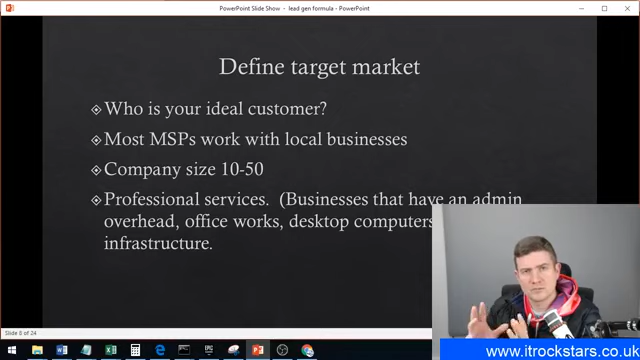 PowerPoint Slide Show - lead gen formula - PowerPoint
Define target market
Who is your ideal customer?
Most MSPs work with local businesses
Company size 10-50
Professional services. (Businesses that have an admin
overhead, office works, desktop computers
infrastructure.
Slide 8 of 24
www.itrockstars.co.uk